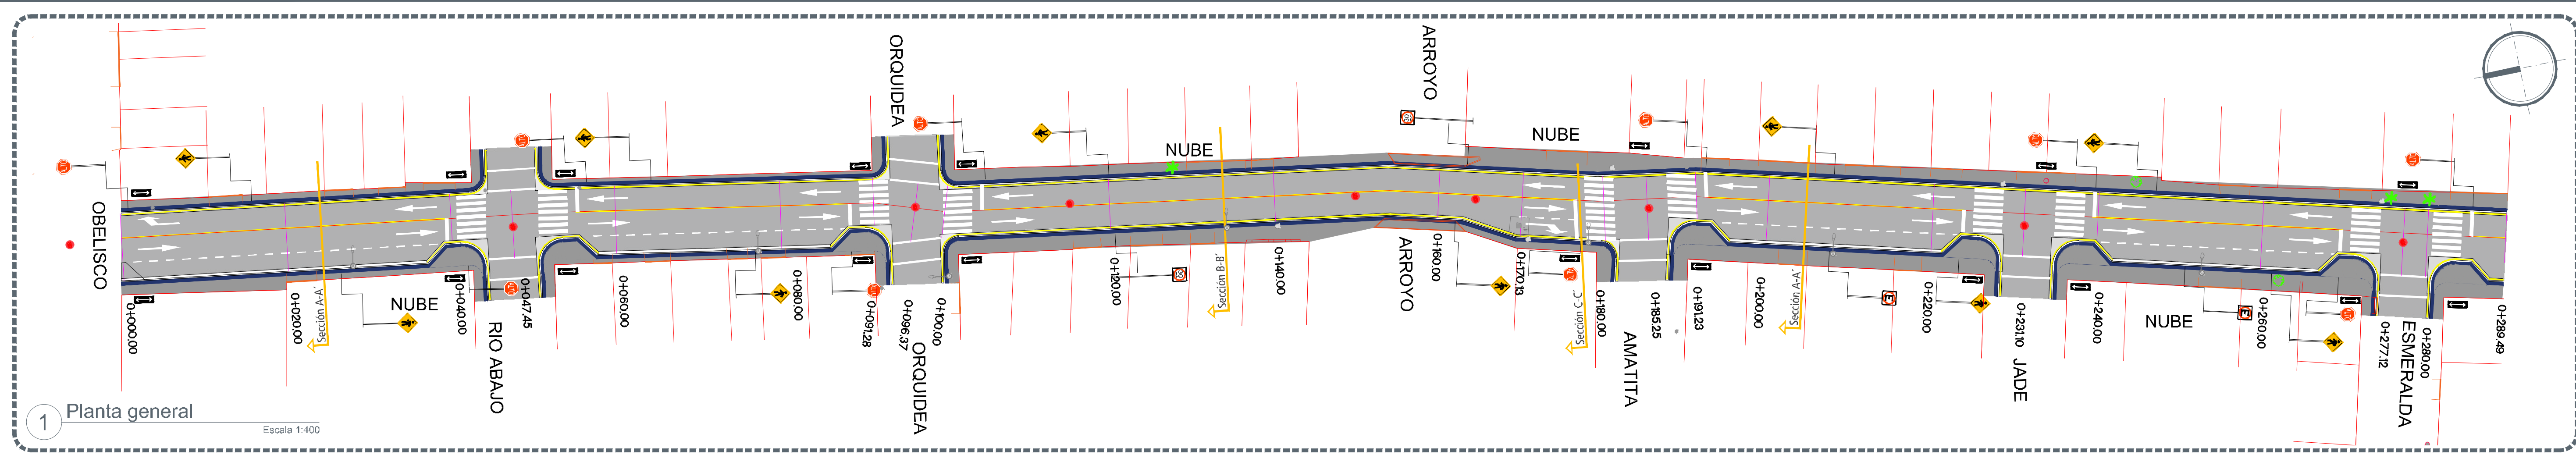 ORQUIDEA
ARROYO
NUBE
NUBE
OBELISCO
0+000.00
0+020.00
Sección A-A'.
NUBE
0+040.00
RIO ABAJO
0+047.45
0+060.00
0+080.00
0+091.28
0+096.37
0+100.00
ORQUIDEA
0+120.00
Sección B-B'.
0+140.00
ARROYO
0+160.00
0+170.13
Sección C-C'.
0+180.00
AMATITA
0+185.25
0+191.23
0+200.00
Sección A-A'.
E
0+220.00
0+231.10
JADE
0+240.00
NUBE
E
0+260.00
0+277.12
ESMERALDA
0+280.00
0+289.49
1
Planta general
Escala 1:400